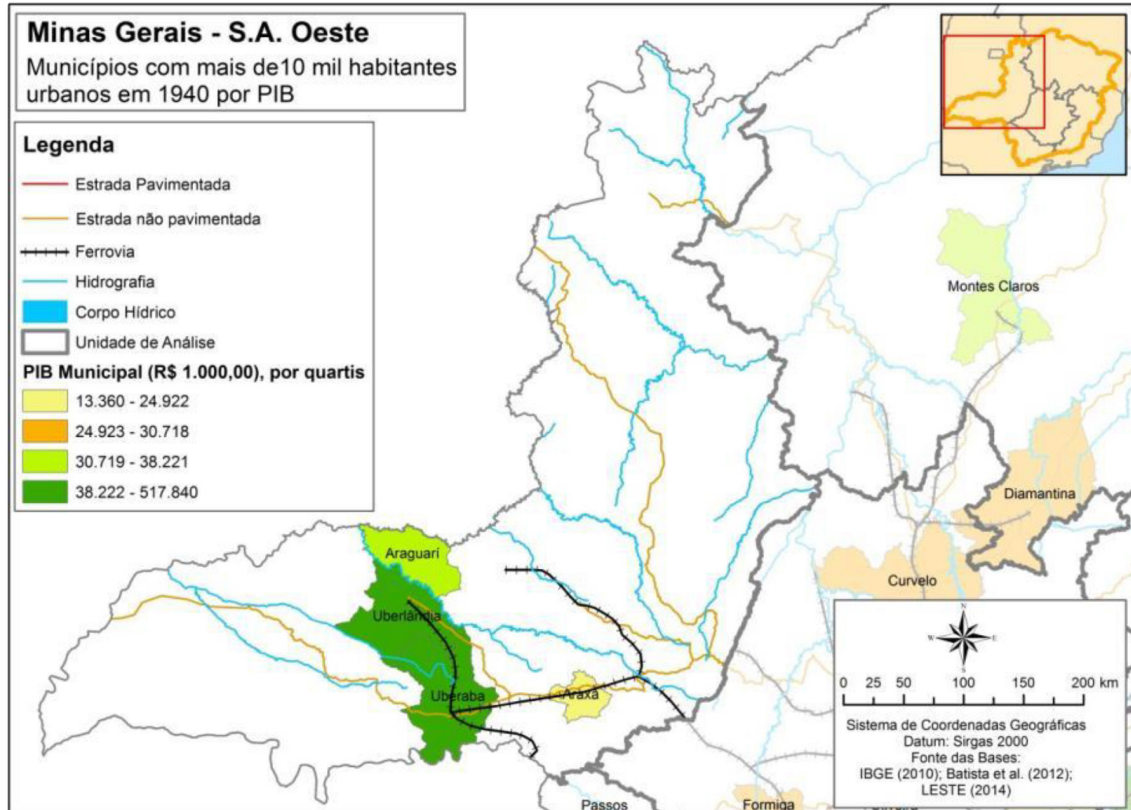 Minas Gerais - S.A. Oeste
Municípios com mais de10 mil habitantes
urbanos em 1940 por PIB
Legenda
Estrada Pavimentada
Estrada não pavimentada
Ferrovia
Hidrografia
Corpo Hídrico
Unidade de Análise
PIB Municipal (R$ 1.000,00), por quartis
13.360 - 24.922
24.923 - 30.718
30.719 - 38.221
38.222 - 517.840
Montes Claros
Diamantina
Curvelo
Araguarí
Uberlândia
Uberaba
Araxá
Passos
Formiga
N
W
E
S
0 25 50 100 150 200 km
Sistema de Coordenadas Geográficas
Datum: Sirgas 2000
Fonte das Bases:
IBGE (2010); Batista et al. (2012);
LESTE (2014)